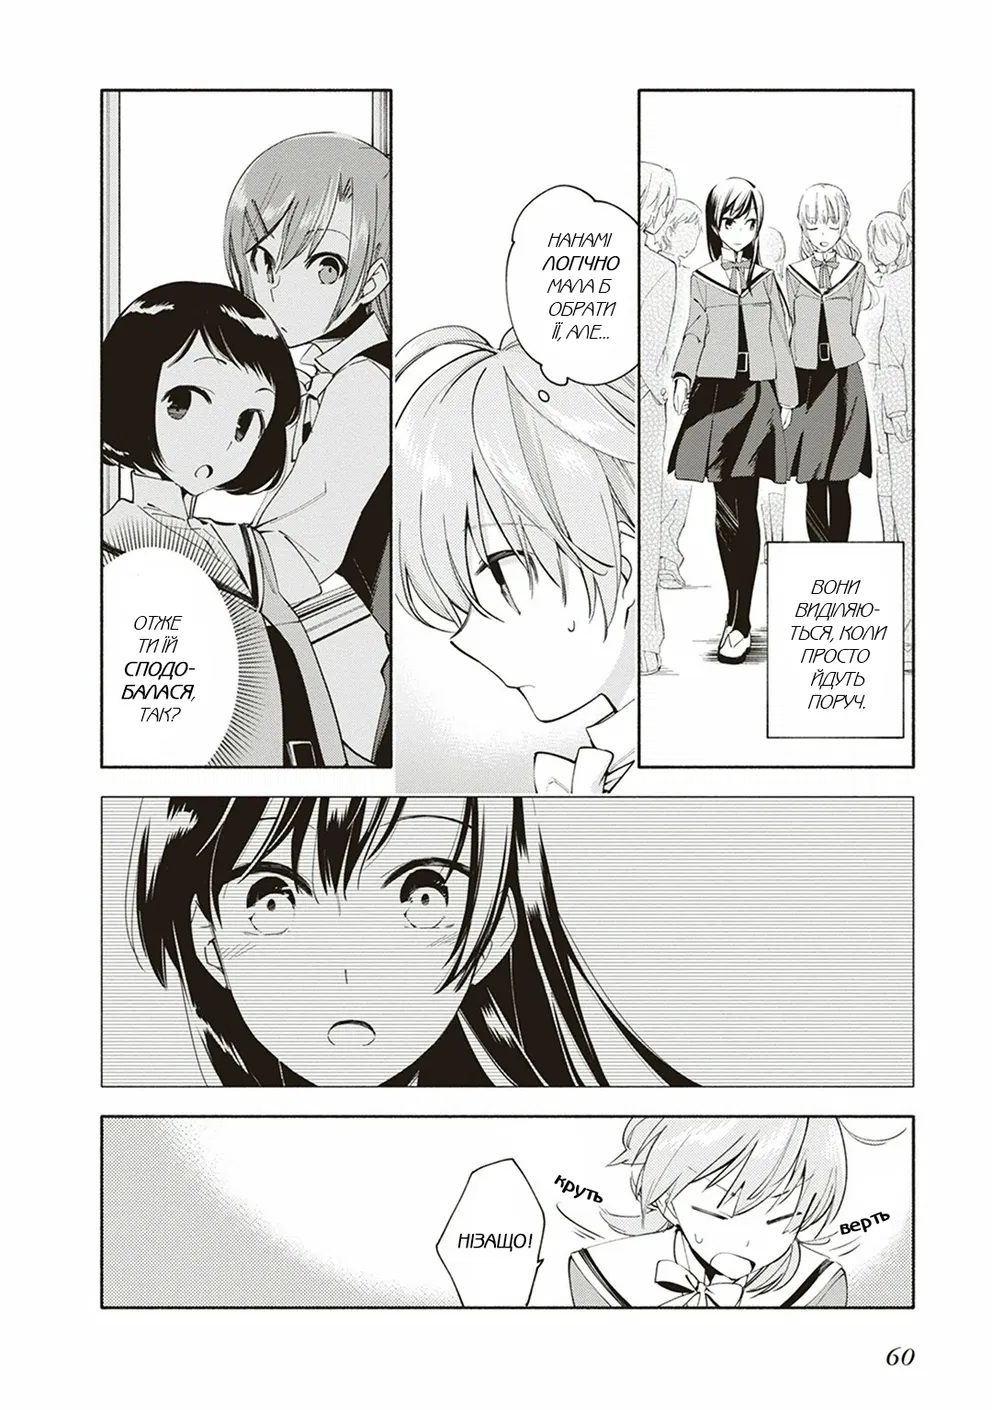 ВОНИ
ВИДІЛЯЮ-
ТЬСЯ, КОЛИ
ПРОСТО
ЙДУТЬ
ПОРУЧ.
НАНАМІ
ЛОГІЧНО
МАЛА Б
ОБРАТИ
ЇЇ, АЛЕ...
ОТЖЕ
ТИ ЇЙ
СПОДО-
БАЛАСЯ,
ТАК?
верть
круть
НІЗАЩО!
60